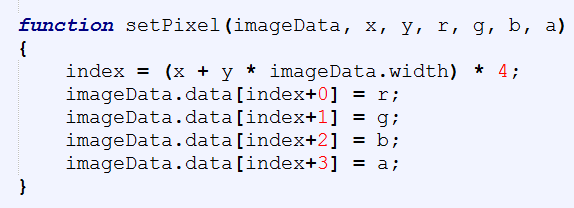 function setPixel(imageData, x, y, r, g, b, a)
{
    index = (x + y * imageData.width) * 4;
    imageData.data[index+0] = r;
    imageData.data[index+1] = g;
    imageData.data[index+2] = b;
    imageData.data[index+3] = a;
}